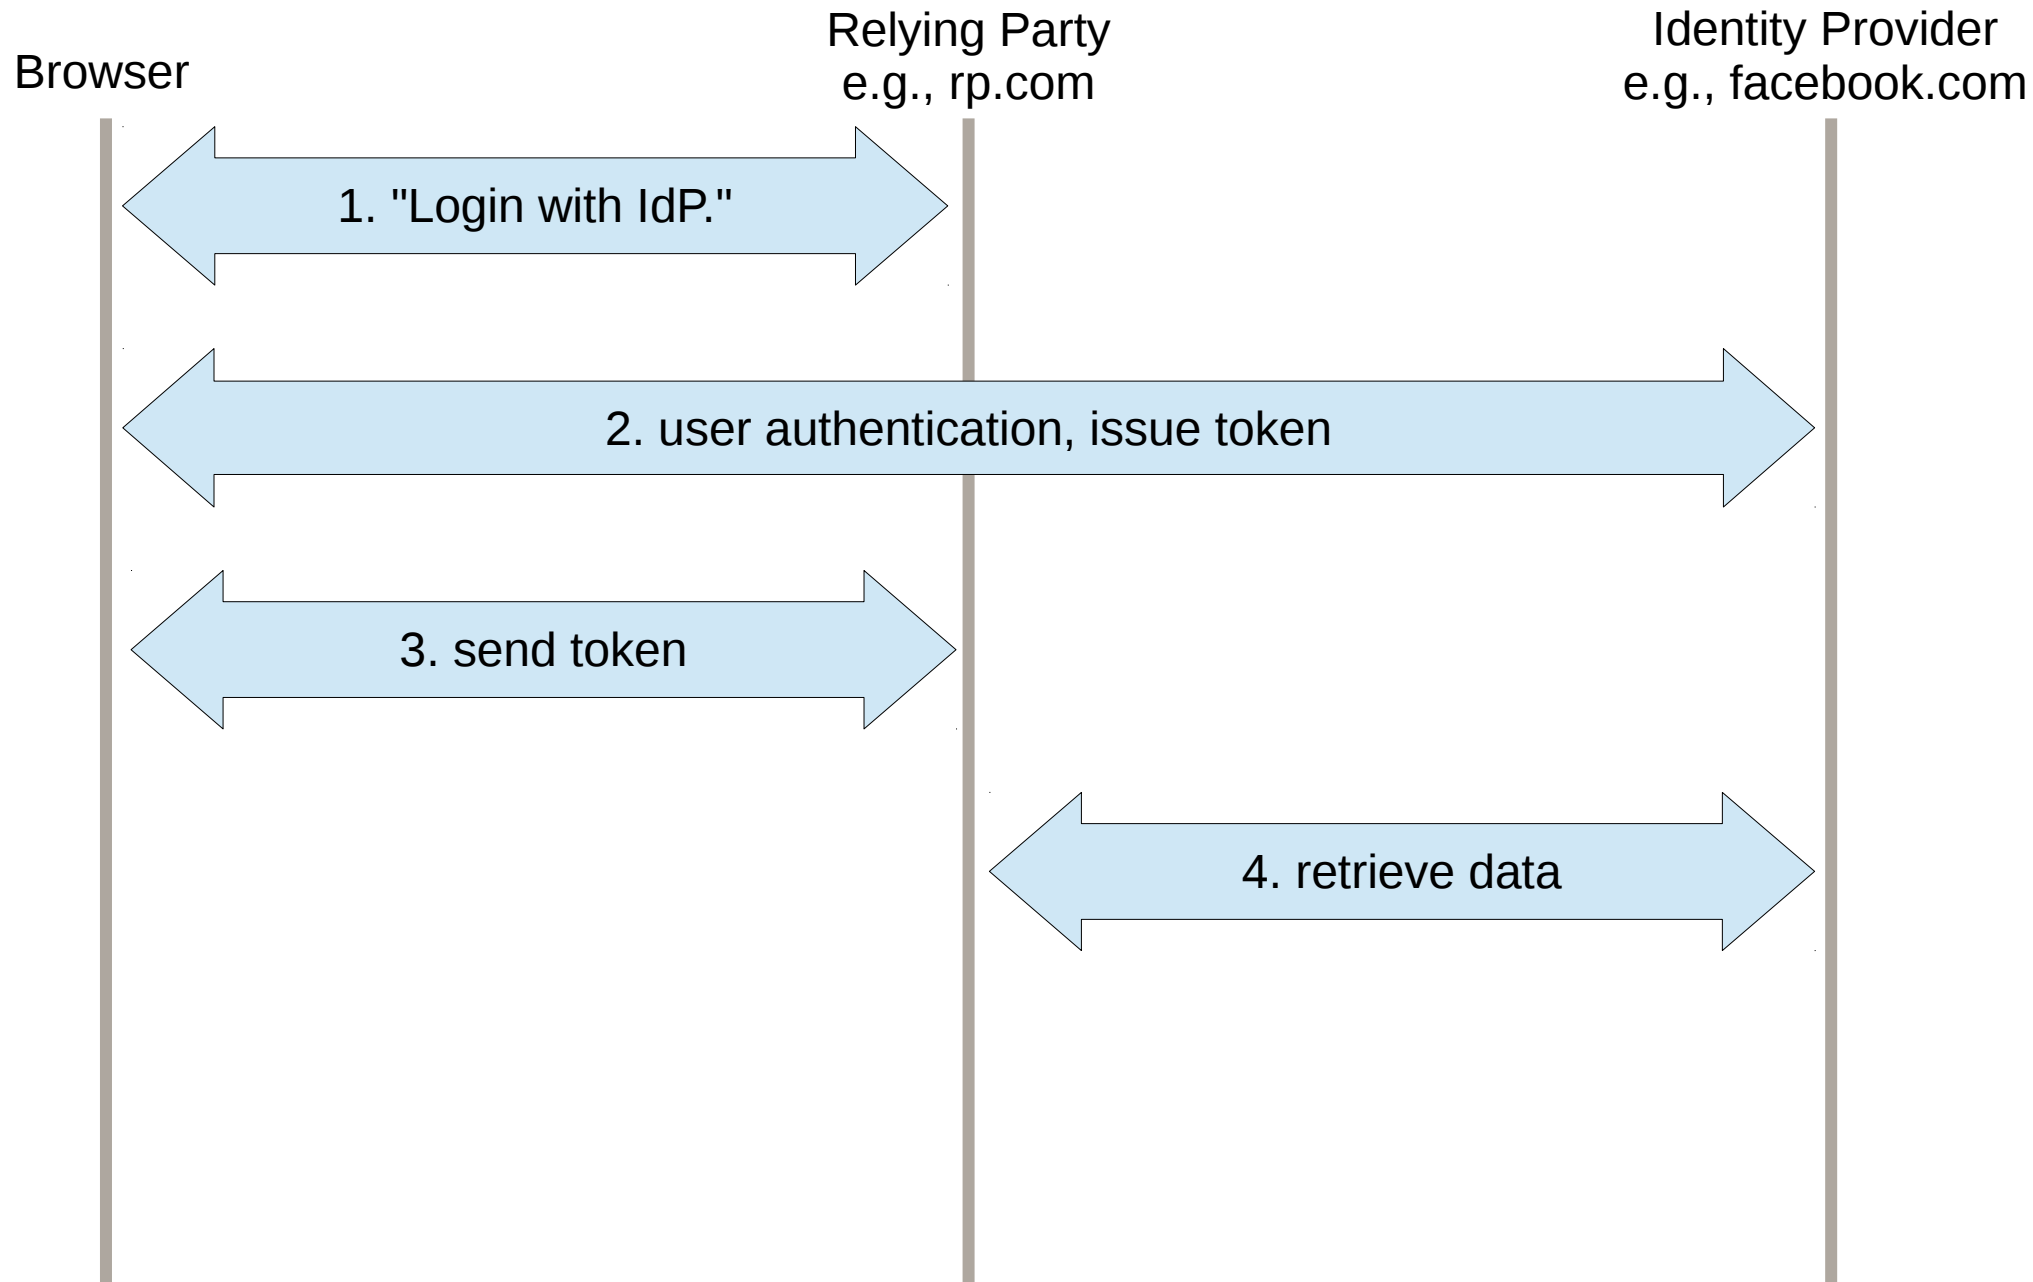 Browser
Relying Party
e.g., rp.com
Identity Provider
e.g., facebook.com
1. "Login with IdP."
2. user authentication, issue token
3. send token
4. retrieve data